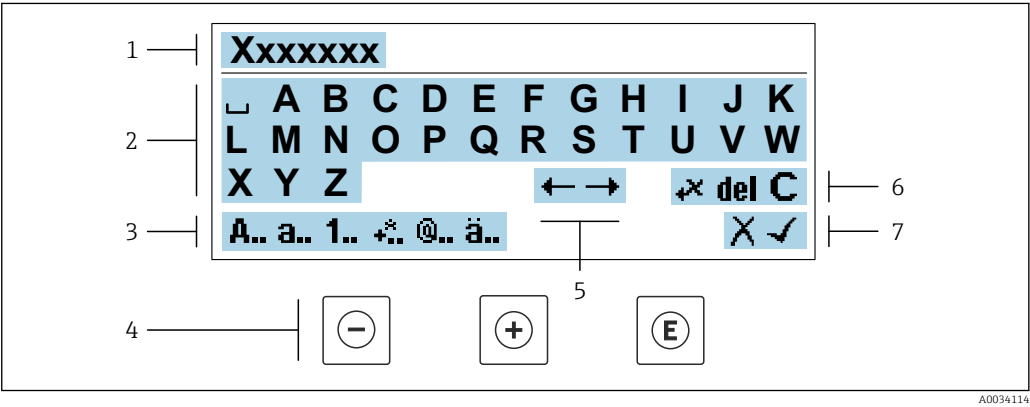 1 Xxxxxxx
␣ A B C D E F G H I J K
2 L M N O P Q R S T U V W
X Y Z ← → +× del C 6
3 A.. a.. 1.. +×.. @.. ä.. X ✓ 7
5
4 − + E
A0034114